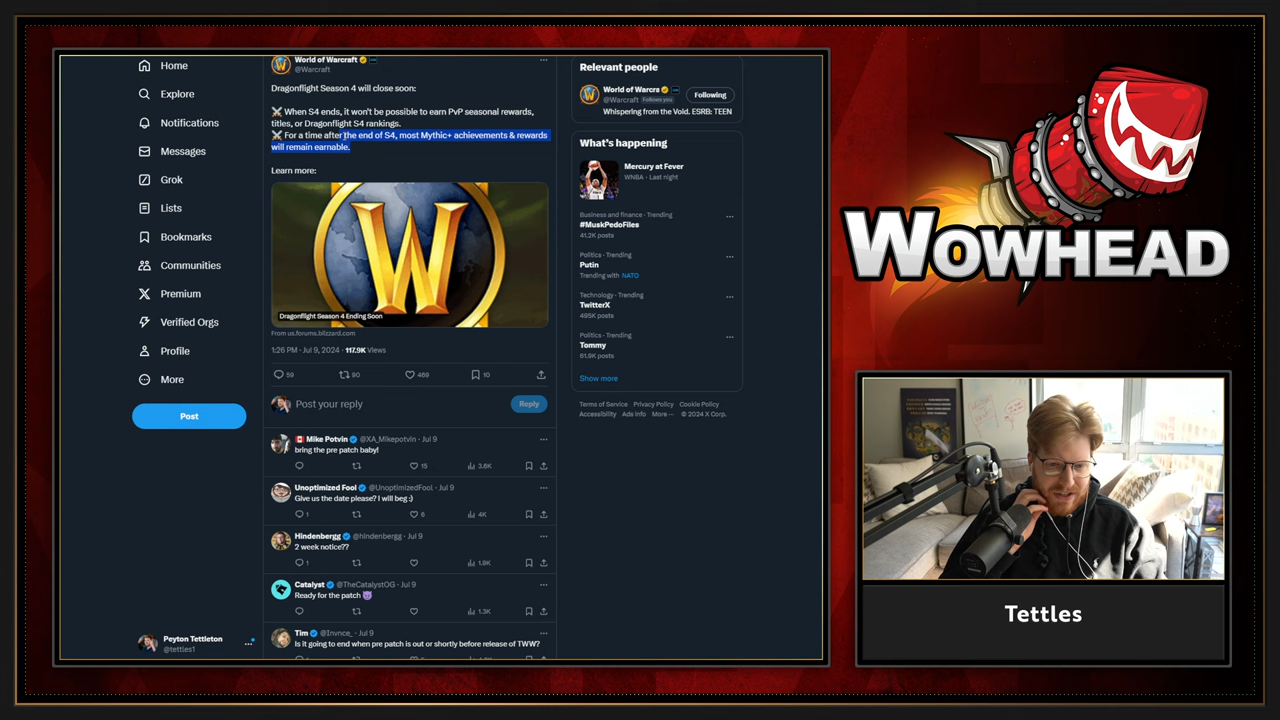 Home
Explore
Notifications
Messages
Grok
Lists
Bookmarks
Communities
Premium
Verified Orgs
Profile
More
Post
Peyton Tettleton
@tettles1
World of Warcraft
@Warcraft
Dragonflight Season 4 will close soon:
⚔️ When S4 ends, it won't be possible to earn PvP seasonal rewards,
titles, or Dragonflight S4 rankings.
⚔️ For a time after the end of S4, most Mythic+ achievements & rewards
will remain earnable.
Learn more:
W
Dragonflight Season 4 Ending Soon
From us.forums.blizzard.com
1:26 PM · Jul 9, 2024 · 117.9K Views
59 90 469 10
Post your reply
Reply
Mike Potvin @XA_Mikepotvin · Jul 9
bring the pre patch baby!
15 3.6K
Unoptimized Fool @UnoptimizedFool · Jul 9
Give us the date please? I will beg :)
1 6 4K
Hindenbergg @hindenbergg · Jul 9
2 week notice??
1 1.9K
Catalyst @TheCatalystOG · Jul 9
Ready for the patch 😈
1.3K
Tim @Invnce_ · Jul 9
Is it going to end when pre patch is out or shortly before release of TWW?
Relevant people
World of Warcra
@Warcraft Follows you
Following
Whispering from the Void. ESRB: TEEN
What's happening
Mercury at Fever
WNBA · Last night
Business and finance · Trending
#MuskPedoFiles
41.2K posts
Politics · Trending
Putin
Trending with NATO
Technology · Trending
TwitterX
495K posts
Politics · Trending
Tommy
61.9K posts
Show more
Terms of Service Privacy Policy Cookie Policy
Accessibility Ads info More ··· © 2024 X Corp.
WOWHEAD
Tettles